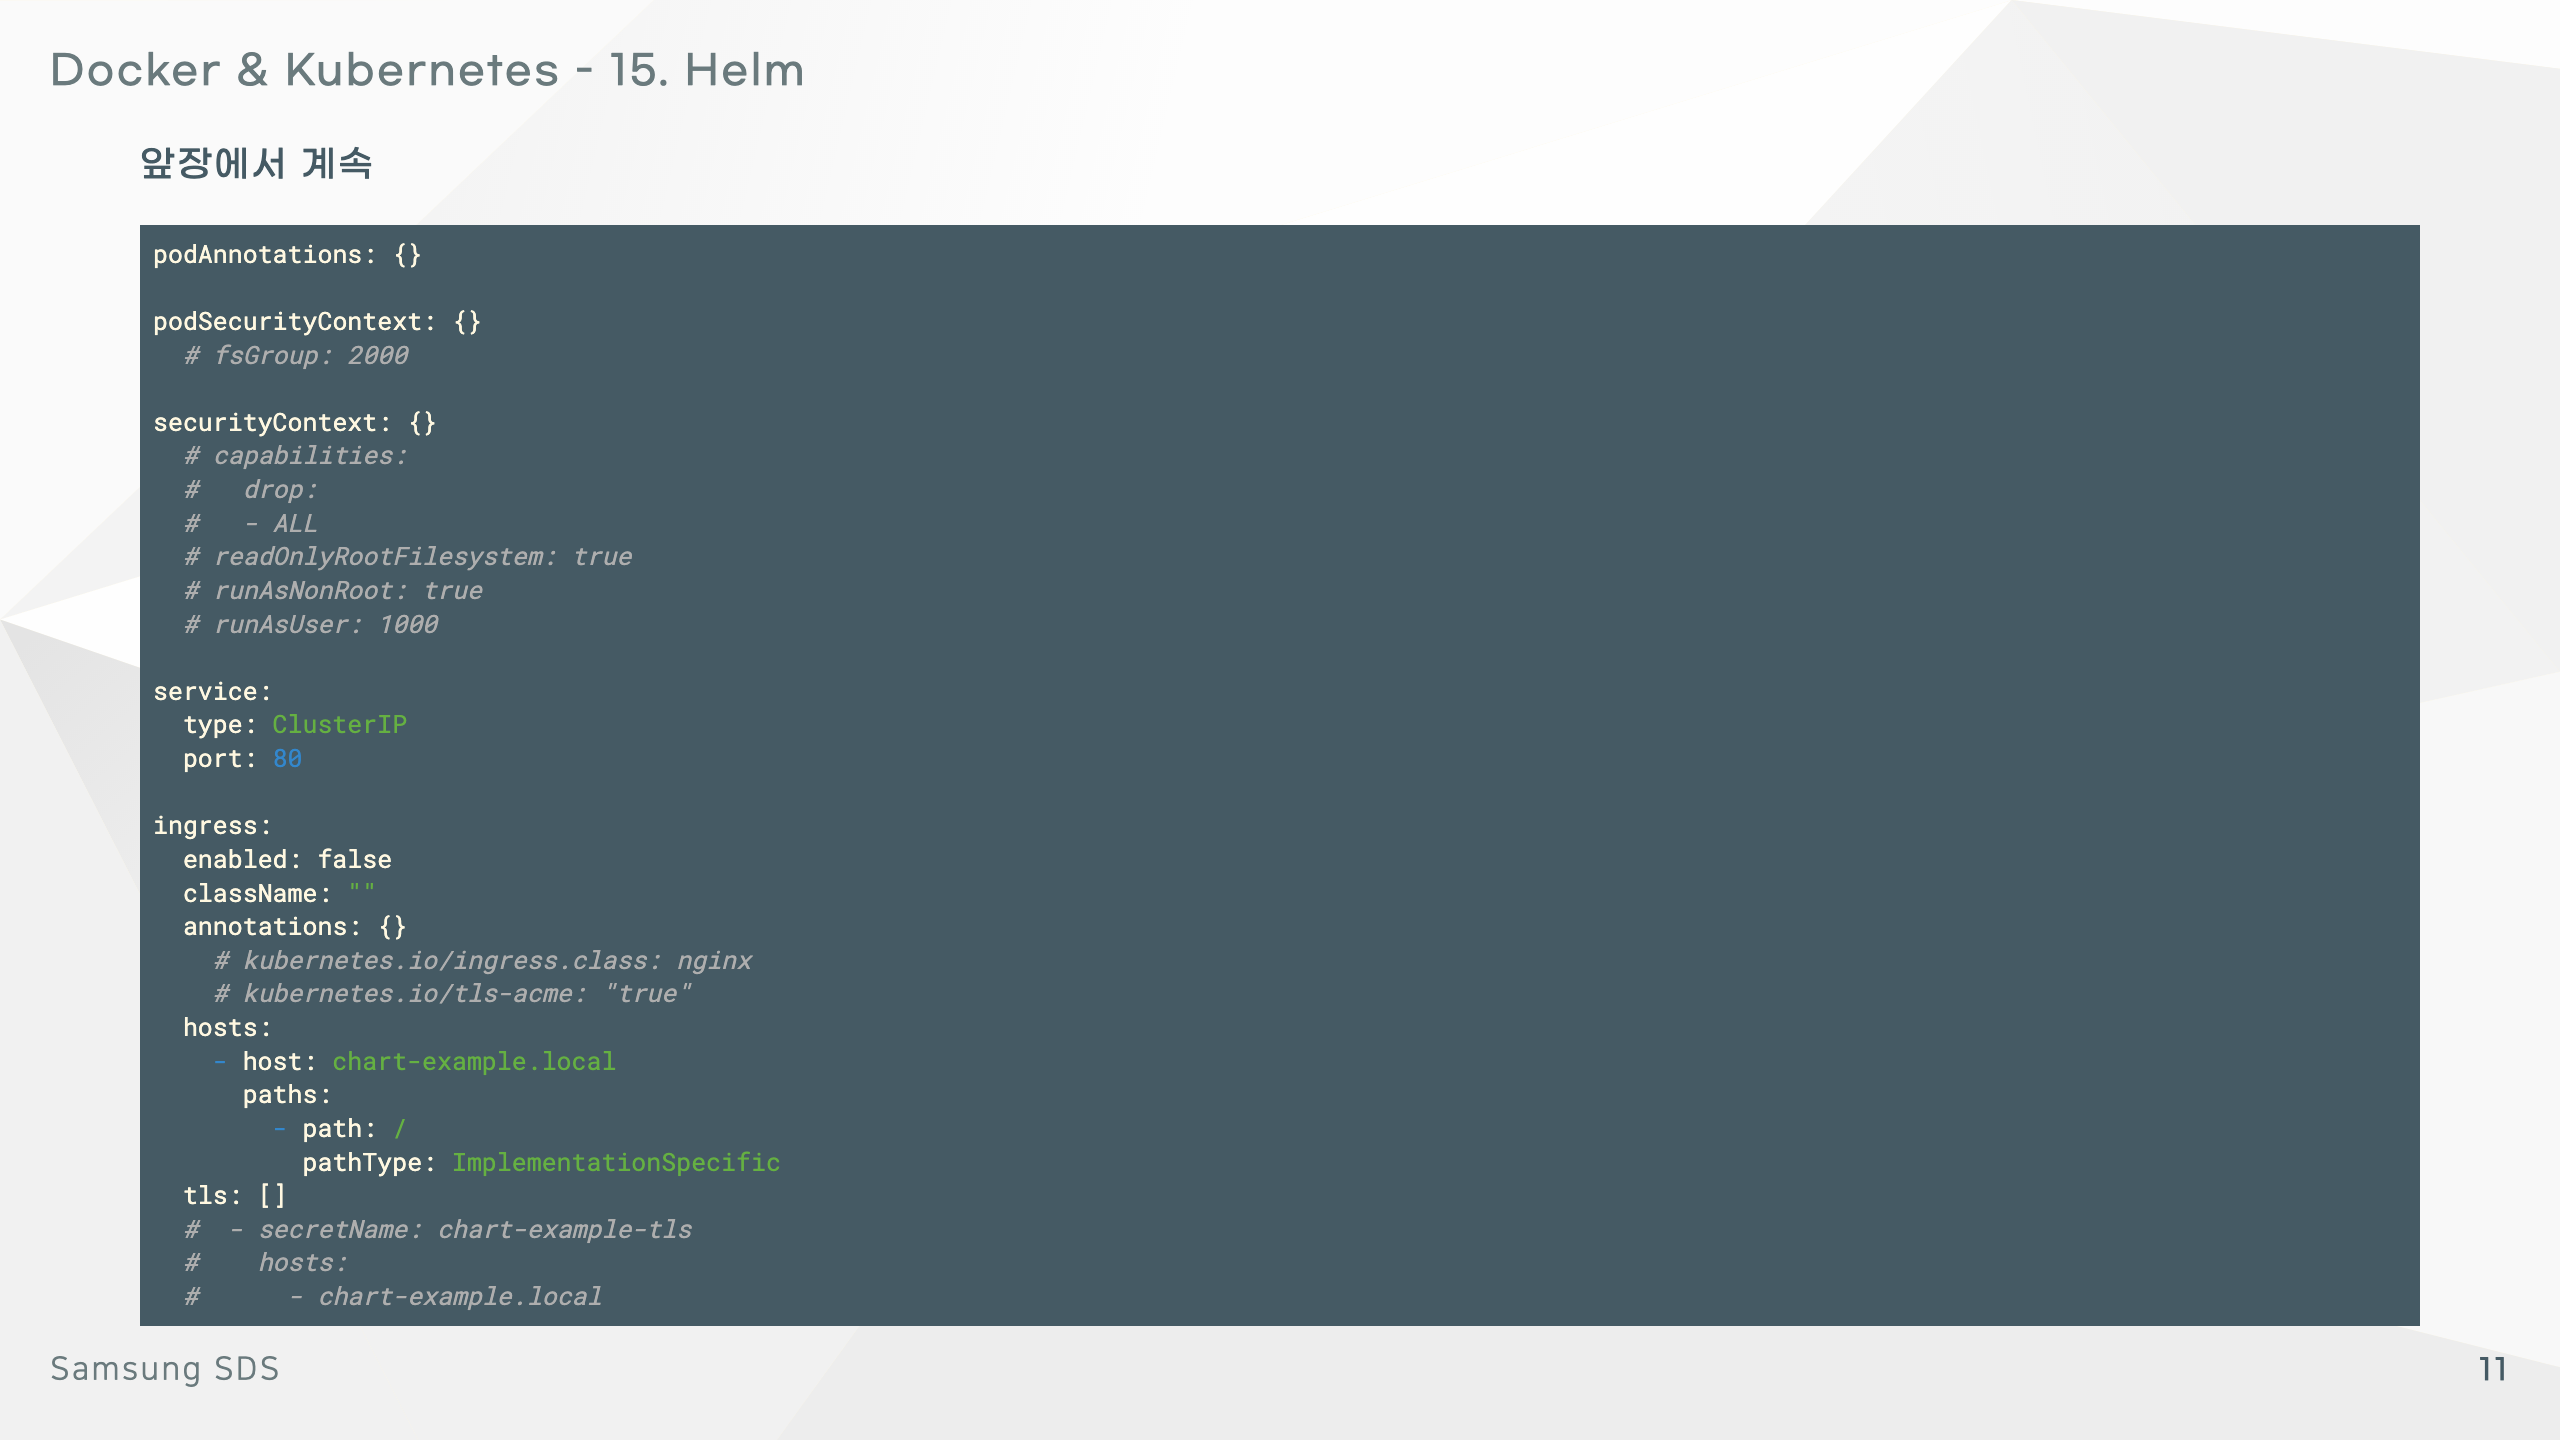 Docker & Kubernetes - 15. Helm
앞장에서 계속
podAnnotations: {}

podSecurityContext: {}
  # fsGroup: 2000

securityContext: {}
  # capabilities:
  #   drop:
  #   - ALL
  # readOnlyRootFilesystem: true
  # runAsNonRoot: true
  # runAsUser: 1000

service:
  type: ClusterIP
  port: 80

ingress:
  enabled: false
  className: ""
  annotations: {}
    # kubernetes.io/ingress.class: nginx
    # kubernetes.io/tls-acme: "true"
  hosts:
    - host: chart-example.local
      paths:
        - path: /
          pathType: ImplementationSpecific
  tls: []
  #  - secretName: chart-example-tls
  #    hosts:
  #      - chart-example.local
Samsung SDS
11